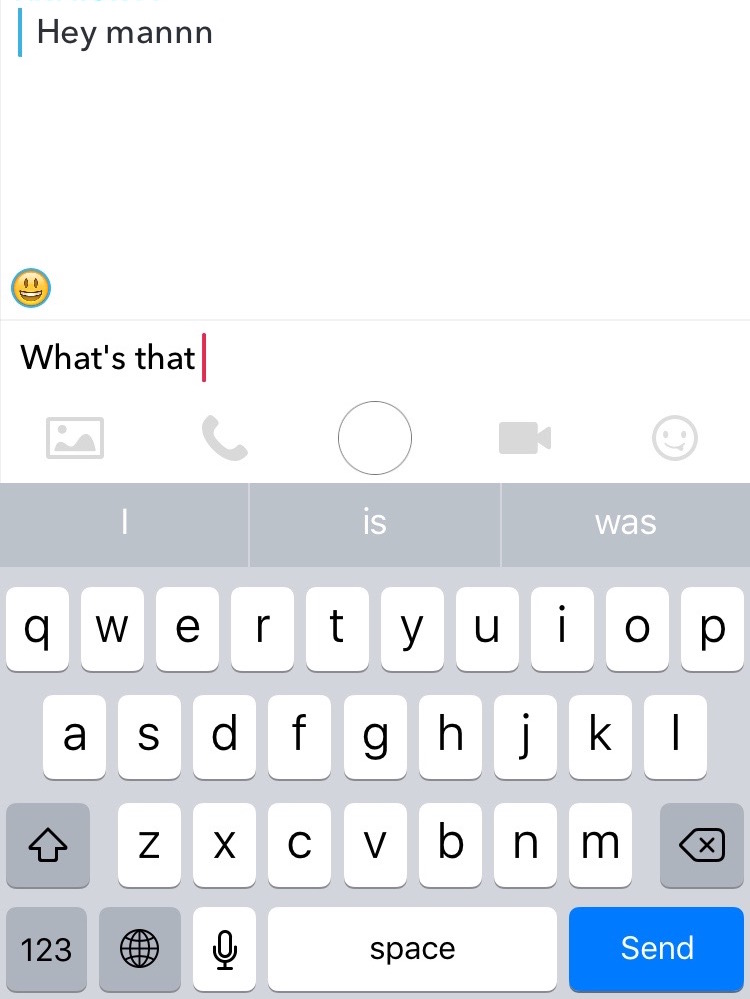 Hey mannn
What's that
I is was
q w e r t y u i o p
a s d f g h j k l
z x c v b n m
123 space Send